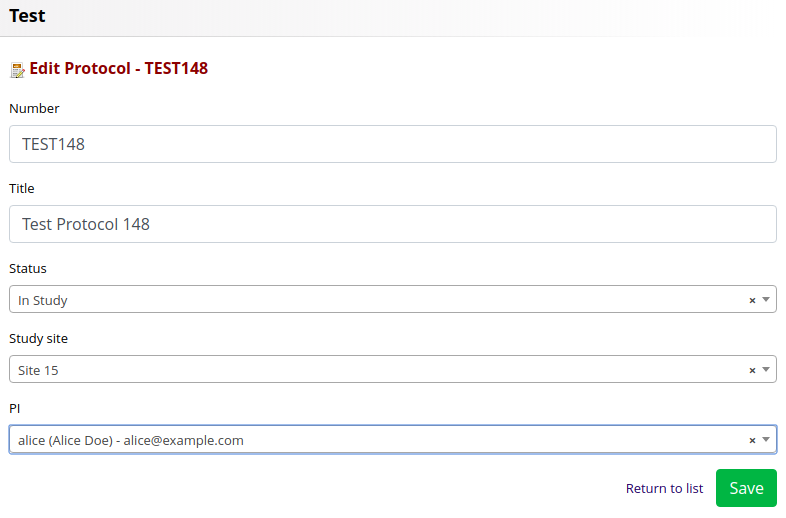 Test
Edit Protocol - TEST148
Number
TEST148
Title
Test Protocol 148
Status
In Study × 
Study site
Site 15 ×
PI
alice (Alice Doe) - alice@example.com ×
Return to list Save